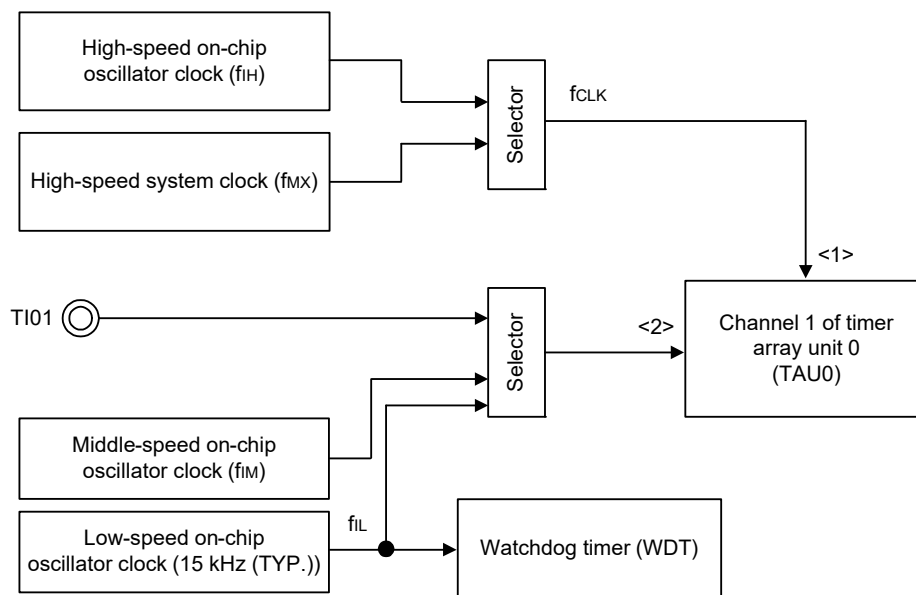 High-speed on-chip
oscillator clock (fIH)
High-speed system clock (fMX)
Selector
fCLK
<1>
TI01
Selector
<2>
Channel 1 of timer
array unit 0
(TAU0)
Middle-speed on-chip
oscillator clock (fIM)
Low-speed on-chip
oscillator clock (15 kHz (TYP.))
fIL
Watchdog timer (WDT)